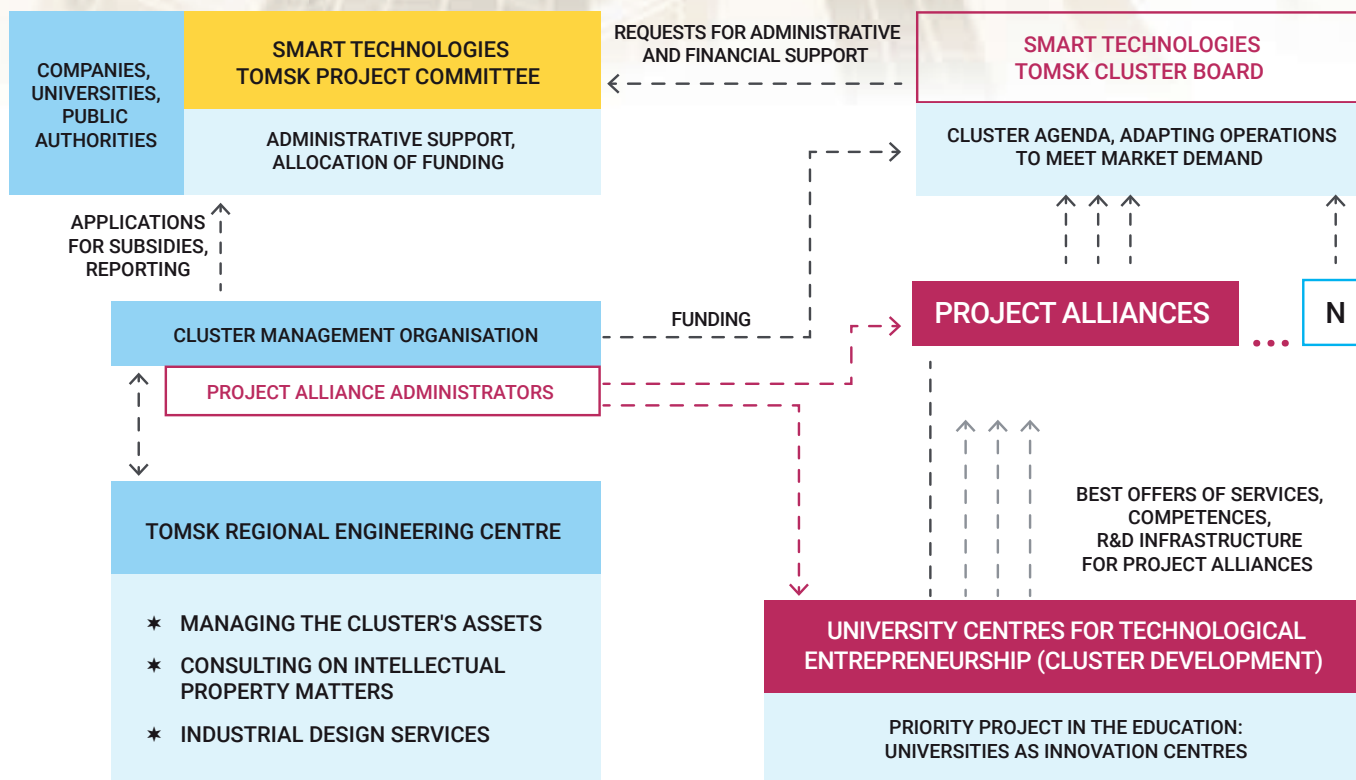 COMPANIES,
UNIVERSITIES,
PUBLIC
AUTHORITIES
SMART TECHNOLOGIES
TOMSK PROJECT COMMITTEE
ADMINISTRATIVE SUPPORT,
ALLOCATION OF FUNDING
REQUESTS FOR ADMINISTRATIVE
AND FINANCIAL SUPPORT
SMART TECHNOLOGIES
TOMSK CLUSTER BOARD
CLUSTER AGENDA, ADAPTING OPERATIONS
TO MEET MARKET DEMAND
APPLICATIONS
FOR SUBSIDIES,
REPORTING
CLUSTER MANAGEMENT ORGANISATION
FUNDING
PROJECT ALLIANCES
...
N
PROJECT ALLIANCE ADMINISTRATORS
TOMSK REGIONAL ENGINEERING CENTRE
✶ MANAGING THE CLUSTER'S ASSETS
✶ CONSULTING ON INTELLECTUAL
PROPERTY MATTERS
✶ INDUSTRIAL DESIGN SERVICES
BEST OFFERS OF SERVICES,
COMPETENCES,
R&D INFRASTRUCTURE
FOR PROJECT ALLIANCES
UNIVERSITY CENTRES FOR TECHNOLOGICAL
ENTREPRENEURSHIP (CLUSTER DEVELOPMENT)
PRIORITY PROJECT IN THE EDUCATION:
UNIVERSITIES AS INNOVATION CENTRES